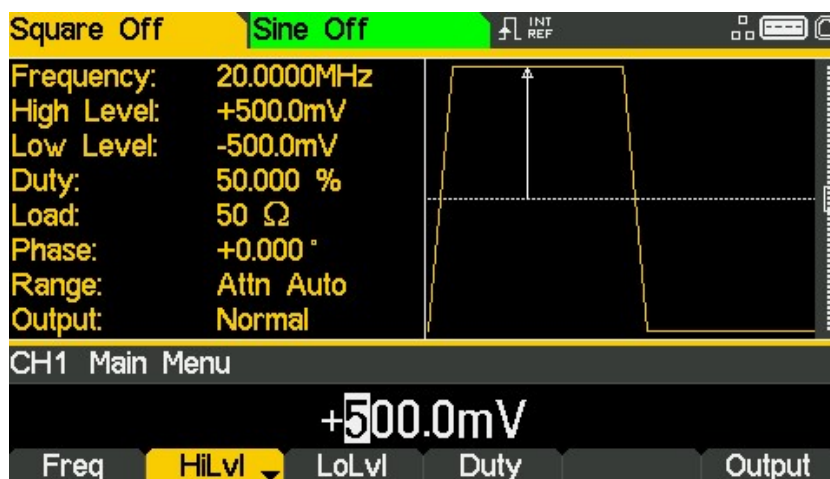 Square Off Sine Off INT REF
Frequency: 20.0000MHz
High Level: +500.0mV
Low Level: -500.0mV
Duty: 50.000 %
Load: 50 Ω
Phase: +0.000 °
Range: Attn Auto
Output: Normal
CH1 Main Menu
+500.0mV
Freq HiLvl LoLvl Duty Output